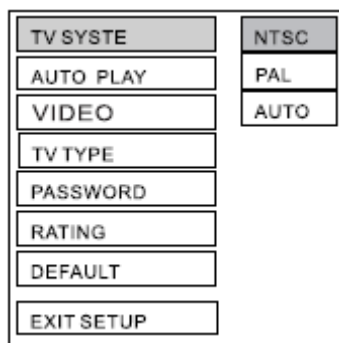 TV SYSTE
NTSC
AUTO PLAY
PAL
VIDEO
AUTO
TV TYPE
PASSWORD
RATING
DEFAULT
EXIT SETUP